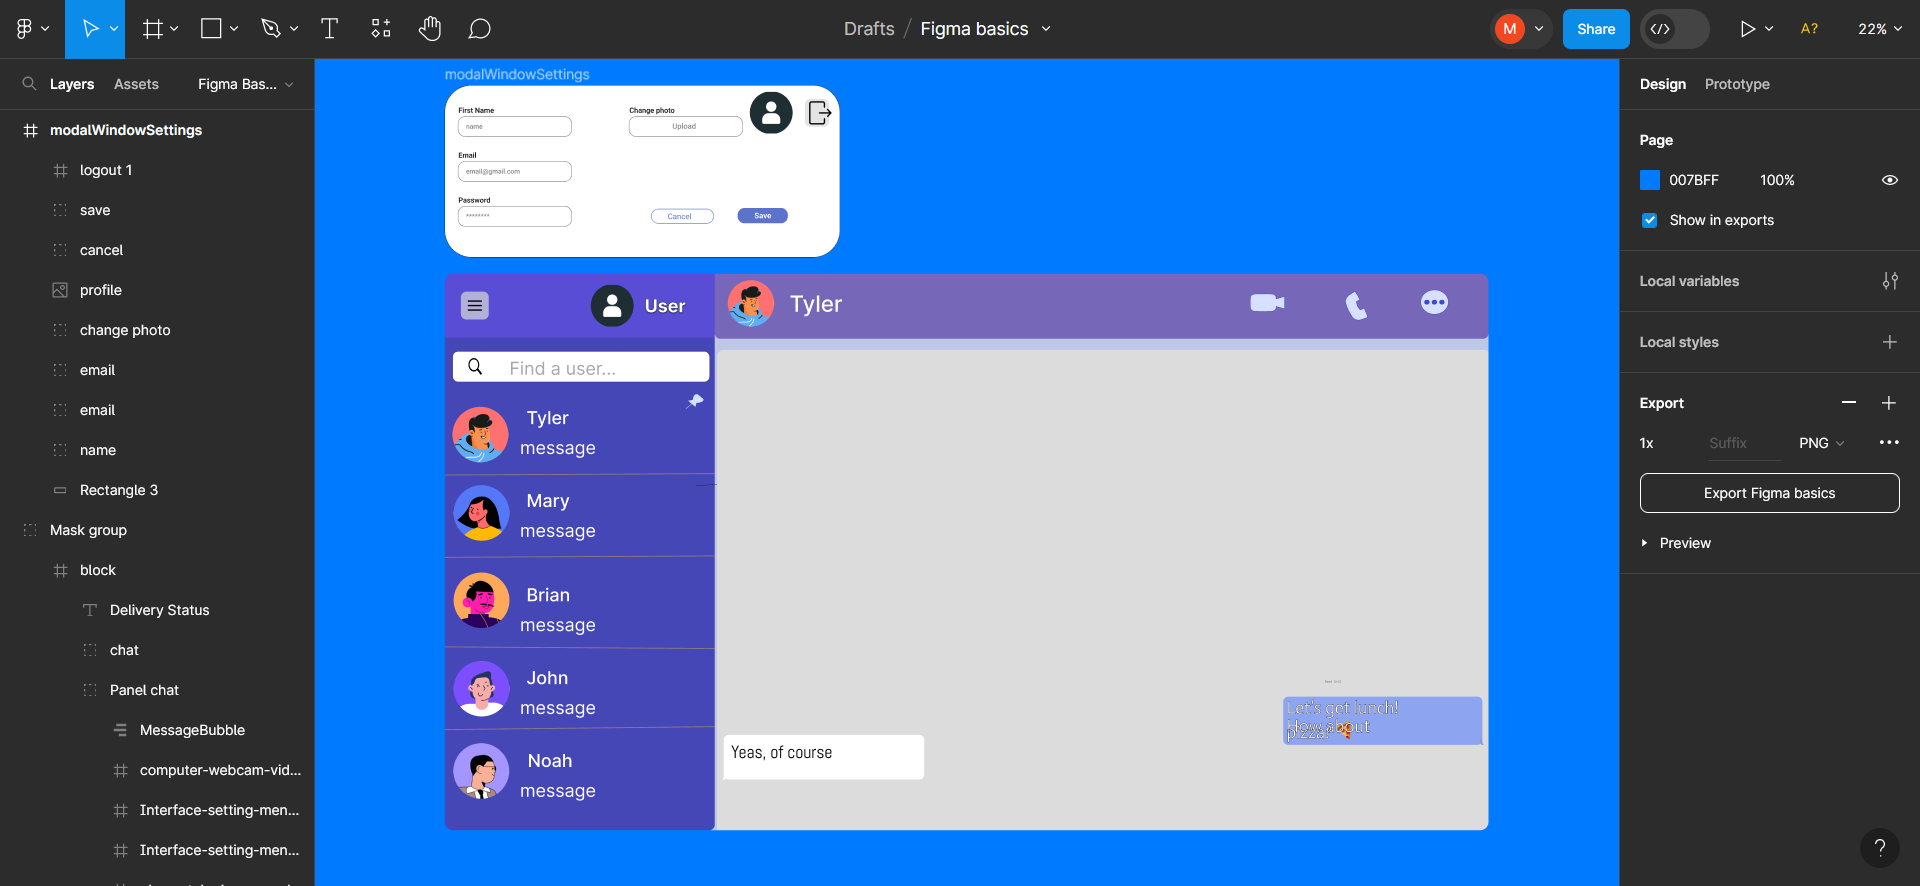 Drafts / Figma basics
M
Share
A?
22%
Layers
Assets
Figma Bas...
modalWindowSettings
logout 1
save
cancel
profile
change photo
email
email
name
Rectangle 3
Mask group
block
Delivery Status
chat
Panel chat
MessageBubble
computer-webcam-vid...
Interface-setting-men...
Interface-setting-men...
modalWindowSettings
First Name
name
Change photo
Upload
Email
email@gmail.com
Password
********
Cancel
Save
User
Tyler
Find a user...
Tyler
message
Mary
message
Brian
message
John
message
Noah
message
Let's get lunch!
How about
pizza?
Yeas, of course
Design
Prototype
Page
007BFF
100%
Show in exports
Local variables
Local styles
Export
1x
Suffix
PNG
Export Figma basics
Preview
?